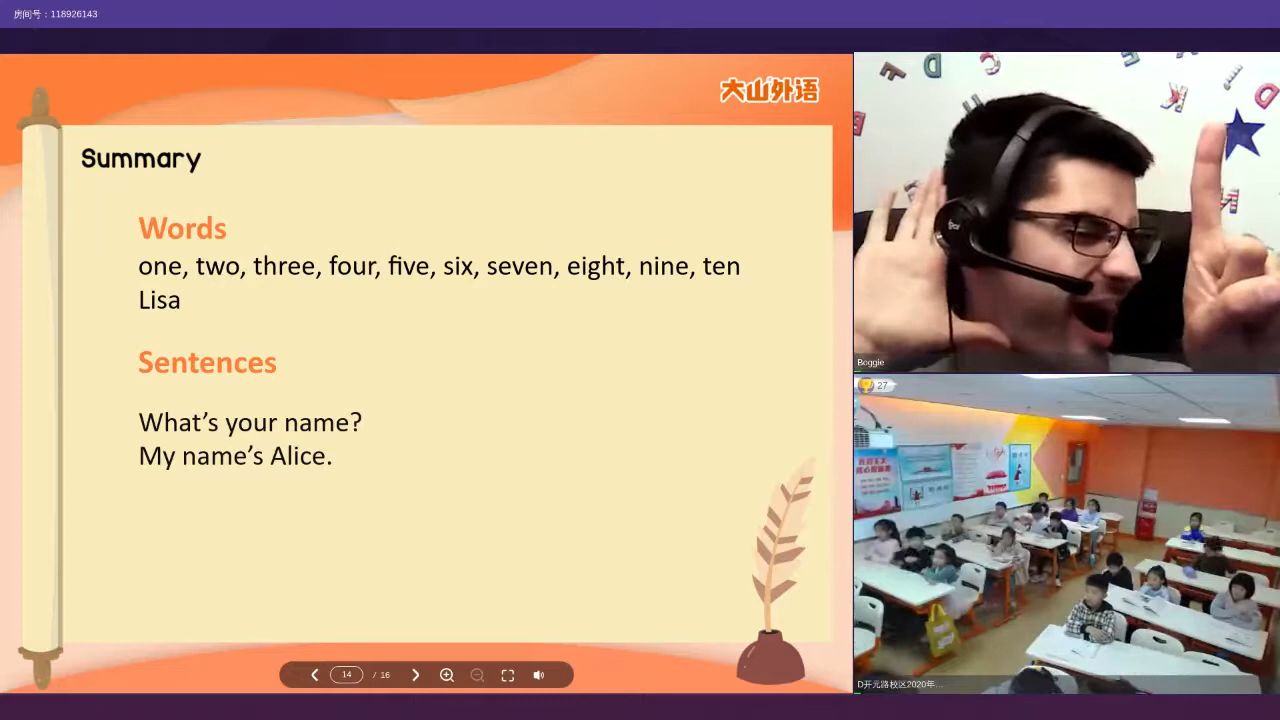 房间号：118926143
大山外语
Summary
Words
one, two, three, four, five, six, seven, eight, nine, ten
Lisa
Sentences
What's your name?
My name's Alice.
14 / 16
Boggie
27
D开元路校区2020年...